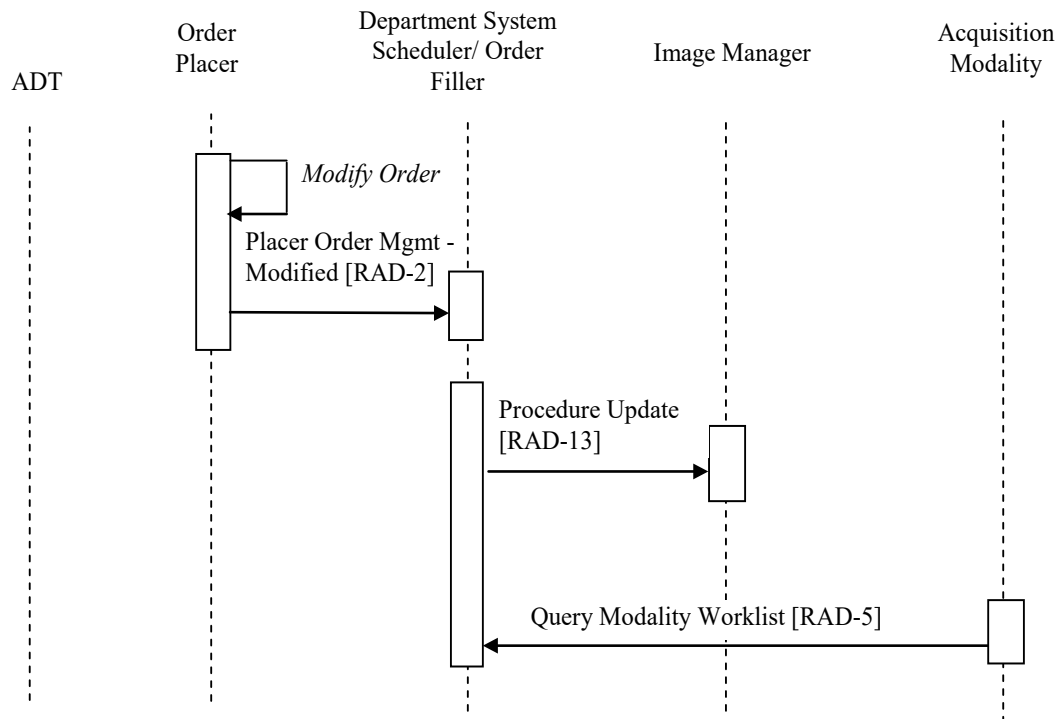 ADT
Order
Placer
Department System
Scheduler/ Order
Filler
Image Manager
Acquisition
Modality
Modify Order
Placer Order Mgmt -
Modified [RAD-2]
Procedure Update
[RAD-13]
Query Modality Worklist [RAD-5]